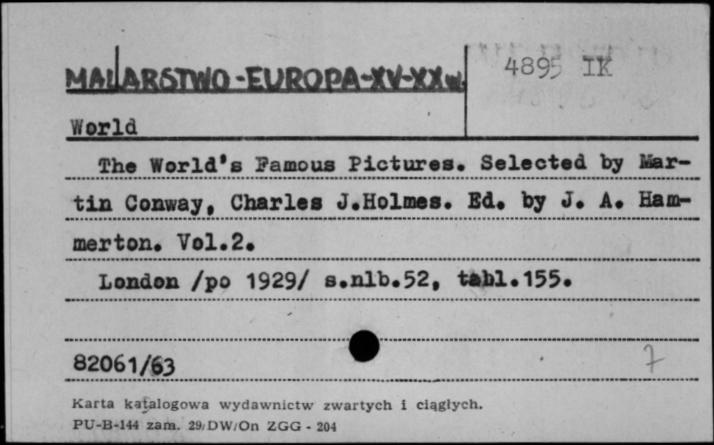 MALARSTWO-EUROPA-XV-XXw.
4895 IK
World
The World's Famous Pictures. Selected by Mar-
tin Conway, Charles J.Holmes. Ed. by J. A. Ham-
merton. Vol.2.
London /po 1929/ s.nlb.52, tabl.155.
82061/63
7
Karta katalogowa wydawnictw zwartych i ciągłych.
PU-B-144 zam. 29/DW/On ZGG - 204